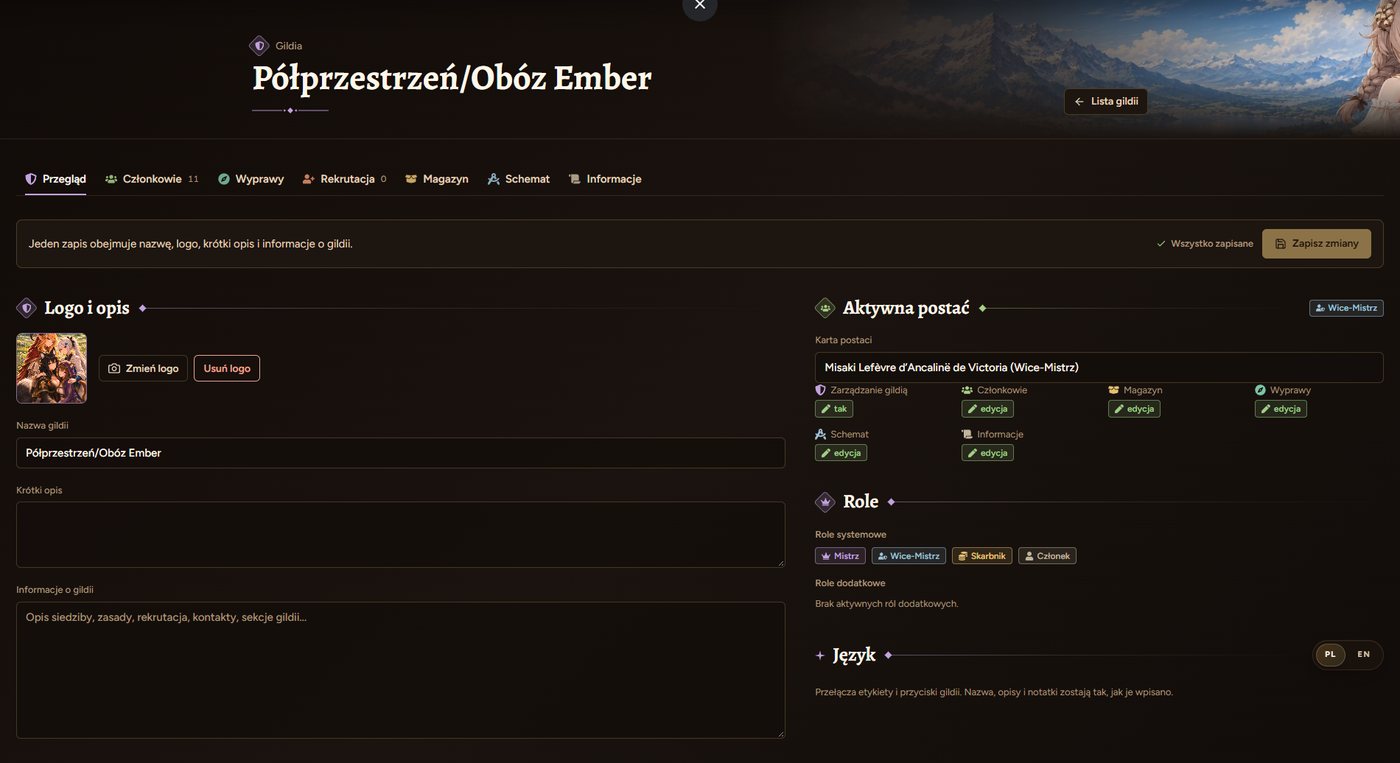 Gildia
Półprzestrzeń/Obóz Ember
Lista gildii
Przegląd
Członkowie 11
Wyprawy
Rekrutacja 0
Magazyn
Schemat
Informacje
Jeden zapis obejmuje nazwę, logo, krótki opis i informacje o gildii.
Wszystko zapisane
Zapisz zmiany
Logo i opis
Zmień logo
Usuń logo
Nazwa gildii
Półprzestrzeń/Obóz Ember
Krótki opis
Informacje o gildii
Opis siedziby, zasady, rekrutacja, kontakty, sekcje gildii...
Aktywna postać
Wice-Mistrz
Karta postaci
Misaki Lefèvre d'Ancalinë de Victoria (Wice-Mistrz)
Zarządzanie gildią
tak
Członkowie
edycja
Magazyn
edycja
Wyprawy
edycja
Schemat
edycja
Informacje
edycja
Role
Role systemowe
Mistrz
Wice-Mistrz
Skarbnik
Członek
Role dodatkowe
Brak aktywnych ról dodatkowych.
Język
PL
EN
Przełącza etykiety i przyciski gildii. Nazwa, opisy i notatki zostają tak, jak je wpisano.